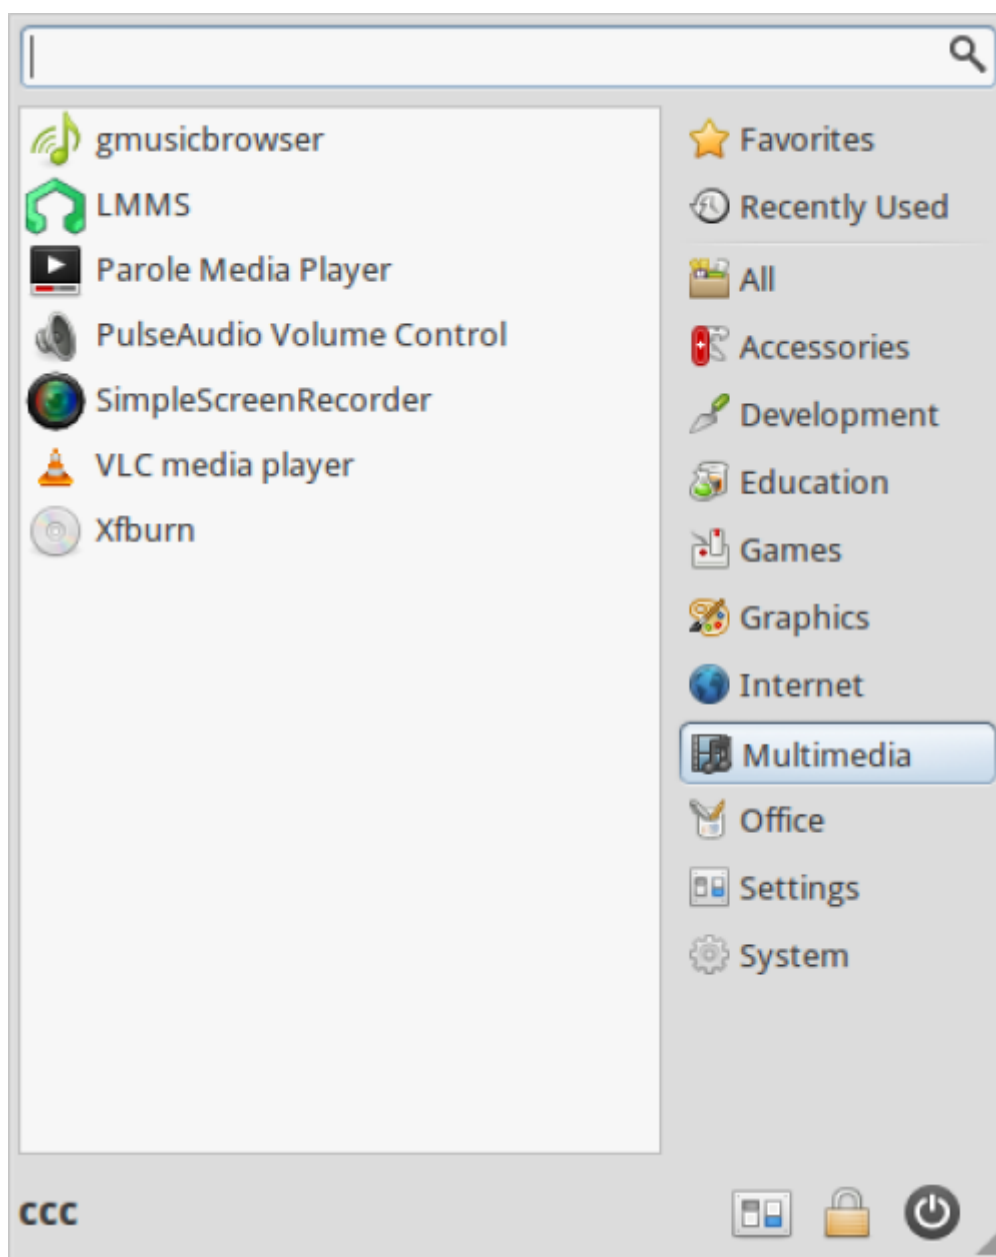 gmusicbrowser
LMMS
Parole Media Player
PulseAudio Volume Control
SimpleScreenRecorder
VLC media player
Xfburn
Favorites
Recently Used
All
Accessories
Development
Education
Games
Graphics
Internet
Multimedia
Office
Settings
System
ccc